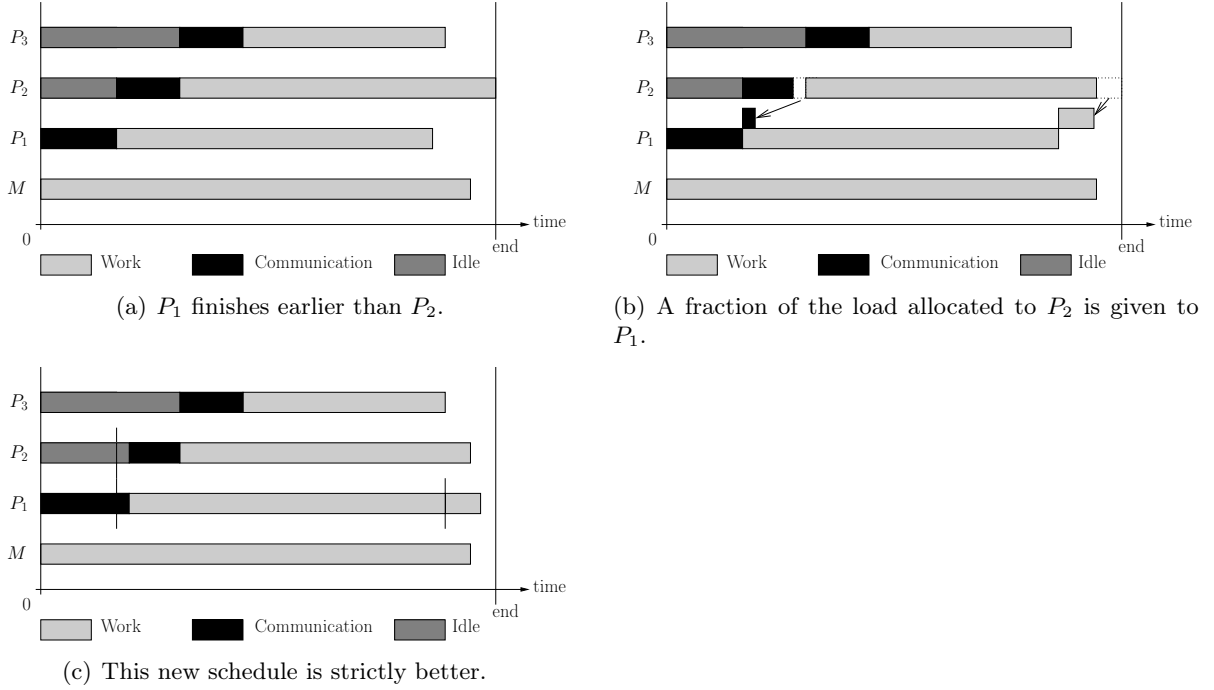 P3
P2
P1
M
0
time
end
Work Communication Idle
(a) P1 finishes earlier than P2.
P3
P2
P1
M
0
time
end
Work Communication Idle
(b) A fraction of the load allocated to P2 is given to
P1.
P3
P2
P1
M
0
time
end
Work Communication Idle
(c) This new schedule is strictly better.